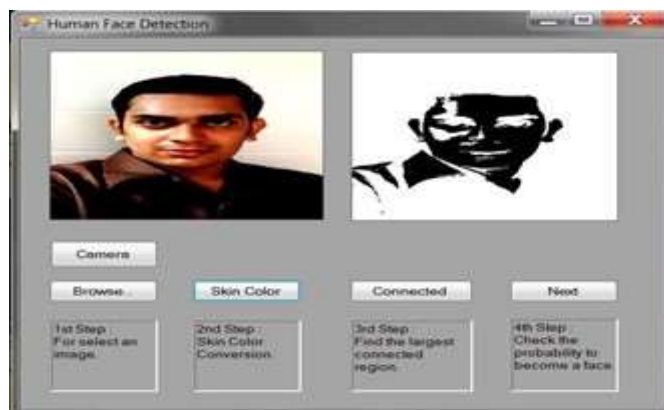 Human Face Detection
Camera
Browse..
Skin Color
Connected
Next
1st Step
For select an
image.
2nd Step
Skin Color
Conversion.
3rd Step
Find the largest
connected
region.
4th Step
Check the
probability to
become a face